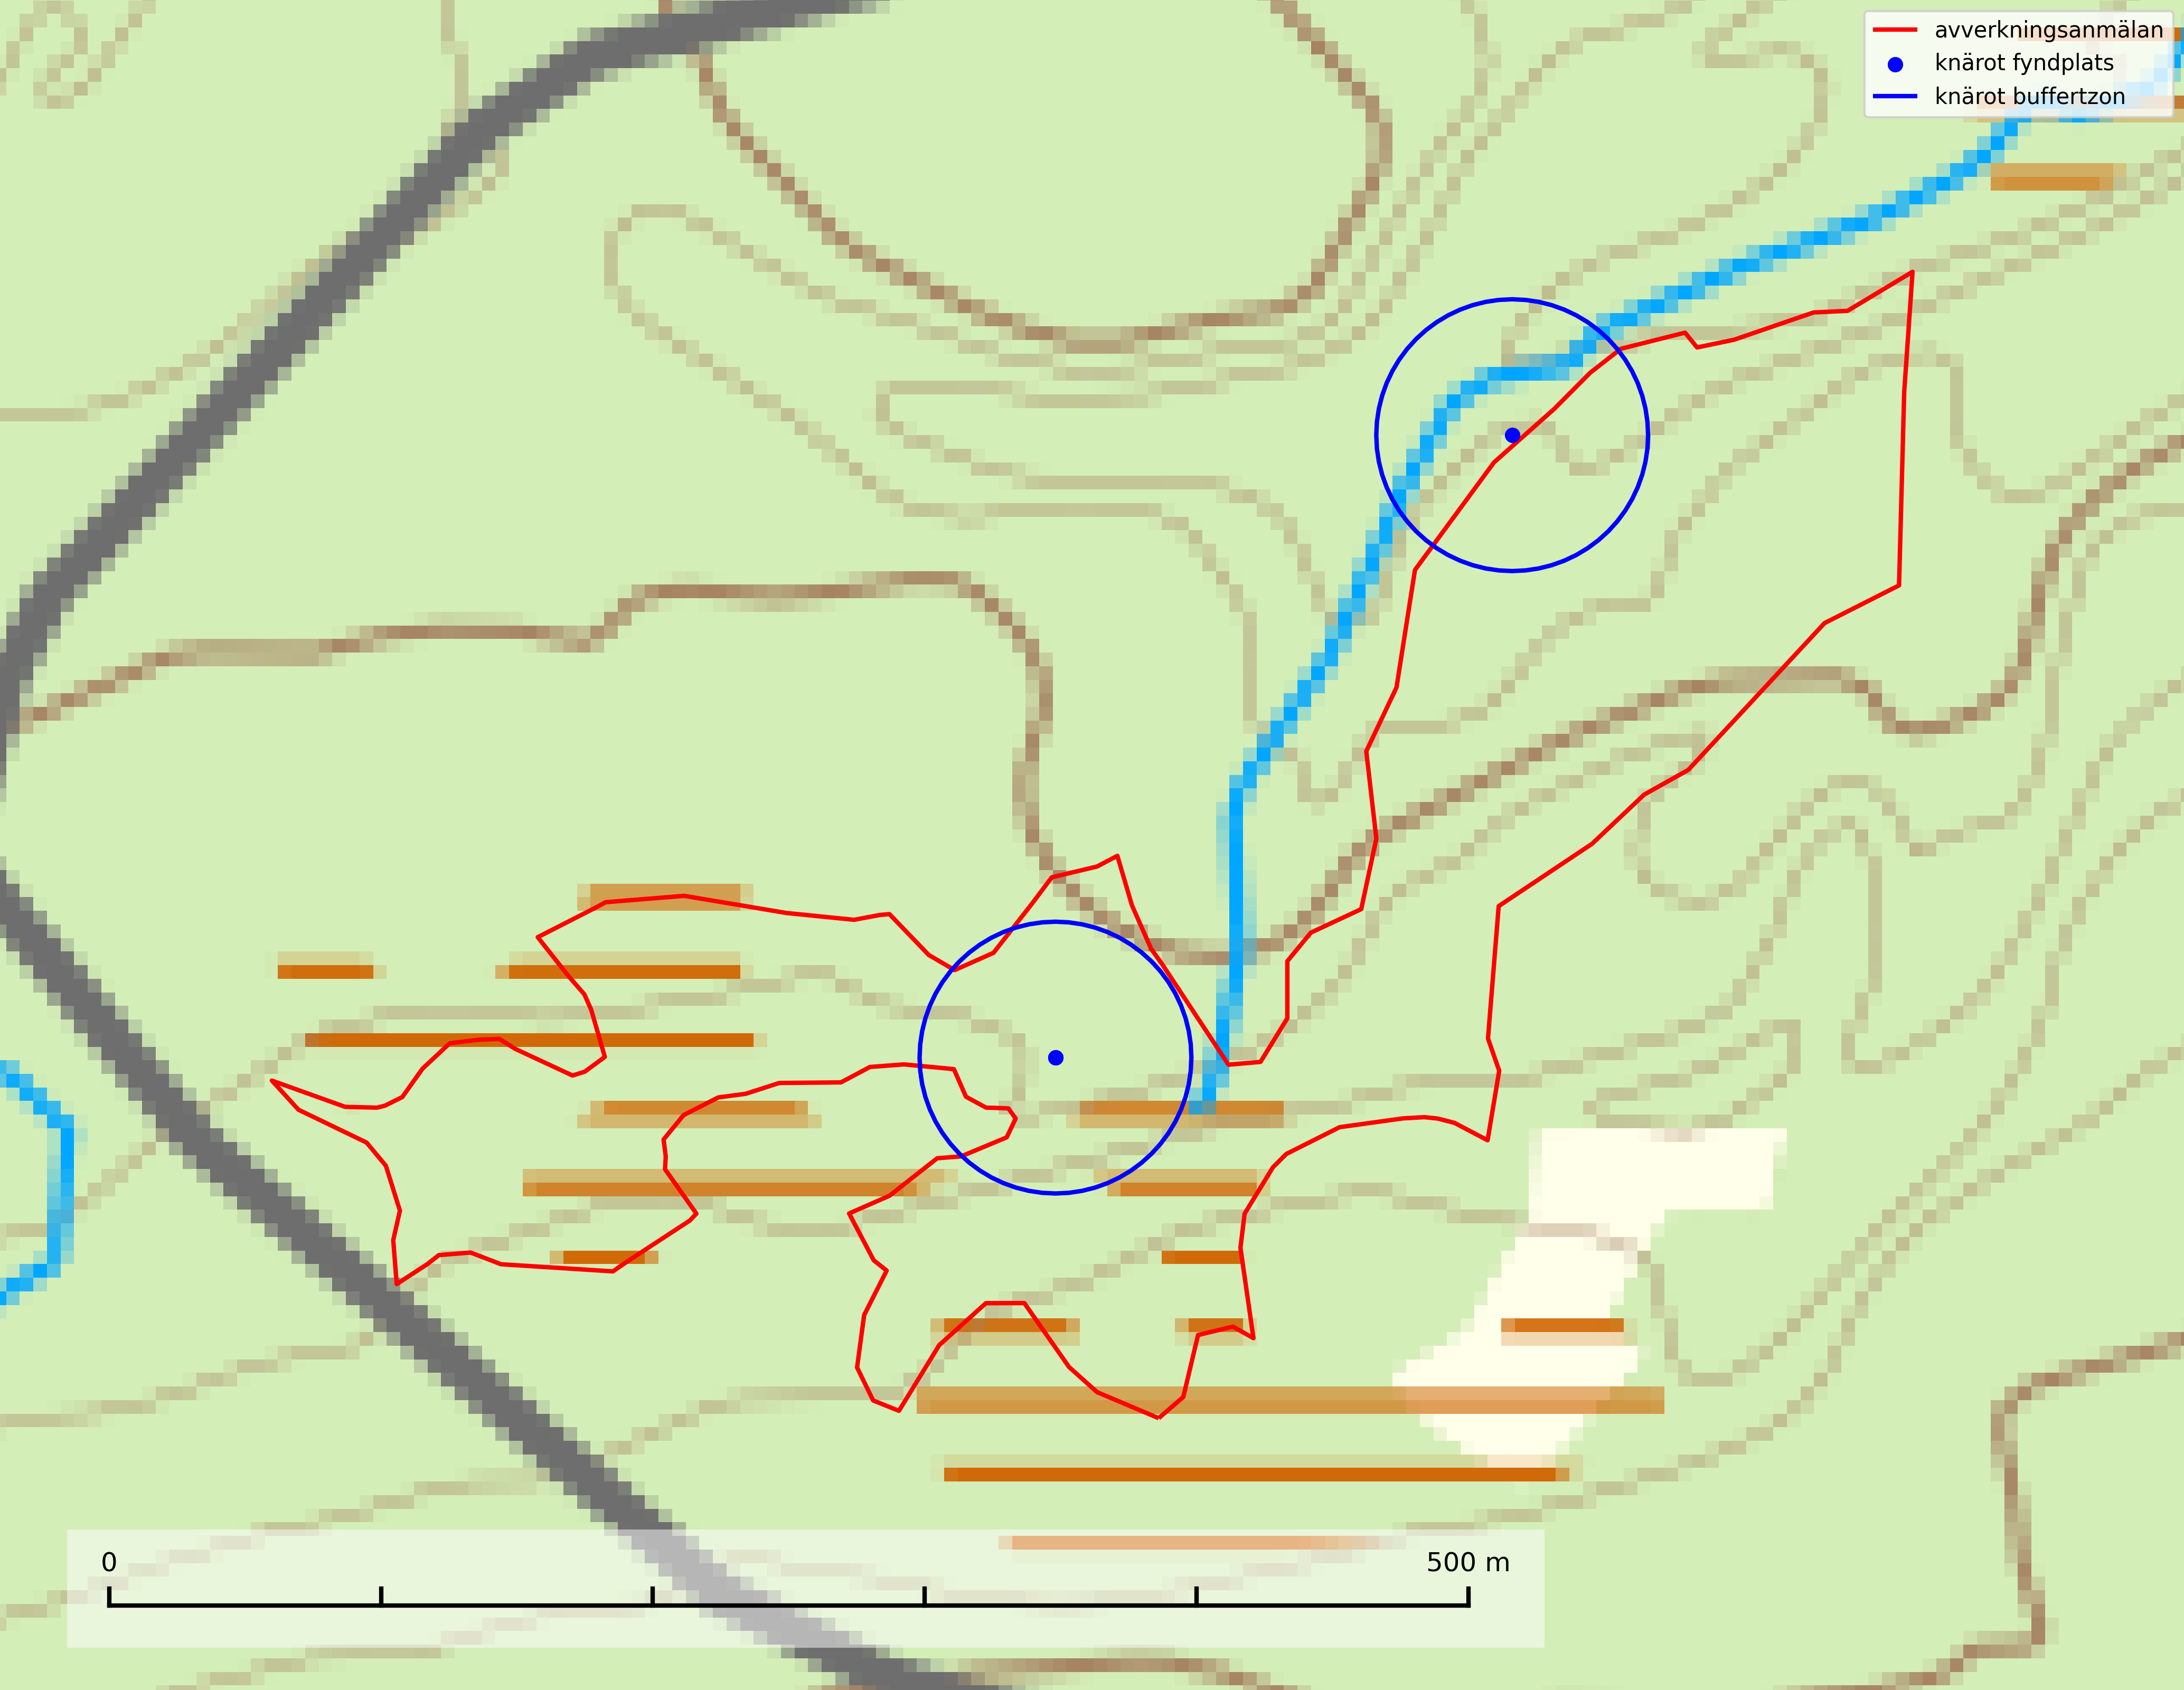 avverkningsanmälan
knärot fyndplats
knärot buffertzon
0
500 m